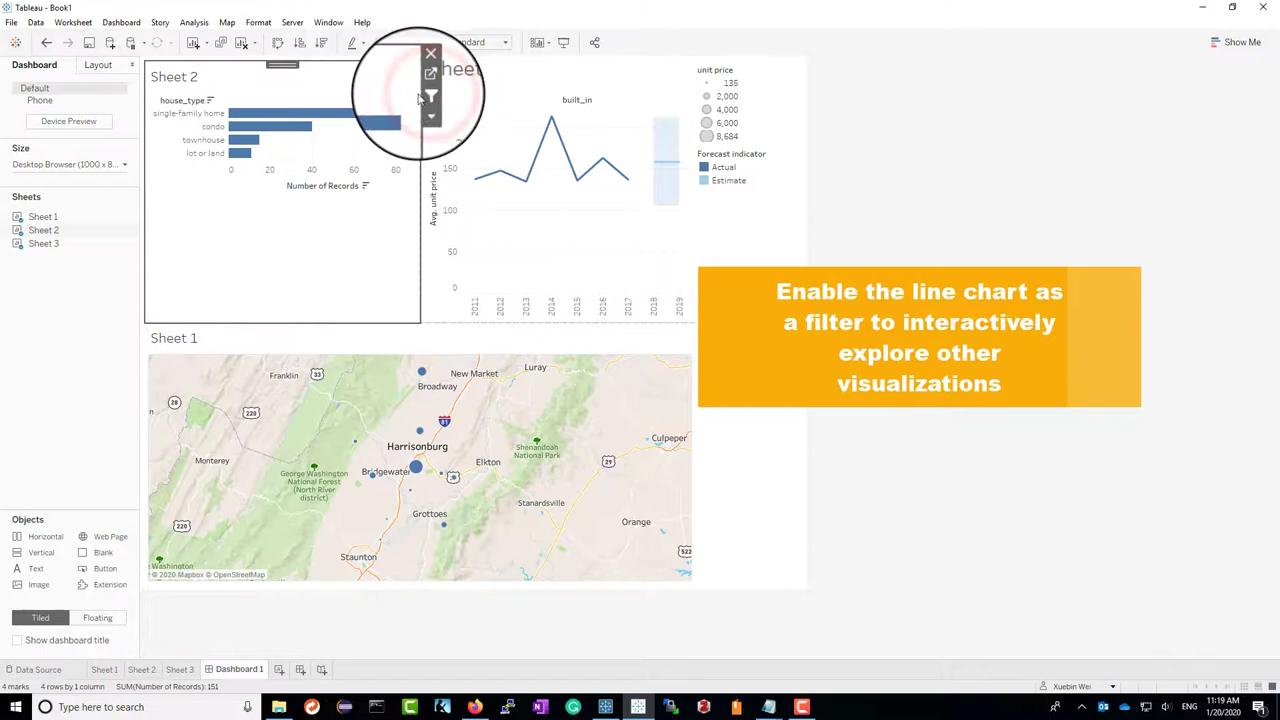 Tableau - Book1
File Data Worksheet Dashboard Story Analysis Map Format Server Window Help
Show Me
Dashboard Layout
Default
Phone
Device Preview
Size
Desktop Browser (1000 x 8...
Sheets
Sheet 1
Sheet 2
Sheet 3
Objects
Horizontal Web Page
Vertical Blank
Text Button
Image Extension
Tiled Floating
Show dashboard title
Sheet 2
house_type
single-family home
condo
townhouse
lot or land
0 20 40 60 80
Number of Records
built_in
Avg. unit price
150
100
50
0
2011 2012 2013 2014 2015 2016 2017 2018 2019
unit price
135
2,000
4,000
6,000
8,684
Forecast indicator
Actual
Estimate
Enable the line chart as
a filter to interactively
explore other
visualizations
Sheet 1
Franklin
33
New Market
Luray
Broadway
28
220
81
Harrisonburg
Culpeper
Monterey
George Washington
National Forest
(North River
district)
Bridgewater
Elkton
Shenandoah
National Park
29
Stanardsville
Grottoes
Orange
220
Staunton
522
Washington
© 2020 Mapbox © OpenStreetMap
Data Source Sheet 1 Sheet 2 Sheet 3 Dashboard 1
4 marks 4 rows by 1 column SUM(Number of Records): 151
Xuebin Wei
Type here to search
11:19 AM
1/20/2020